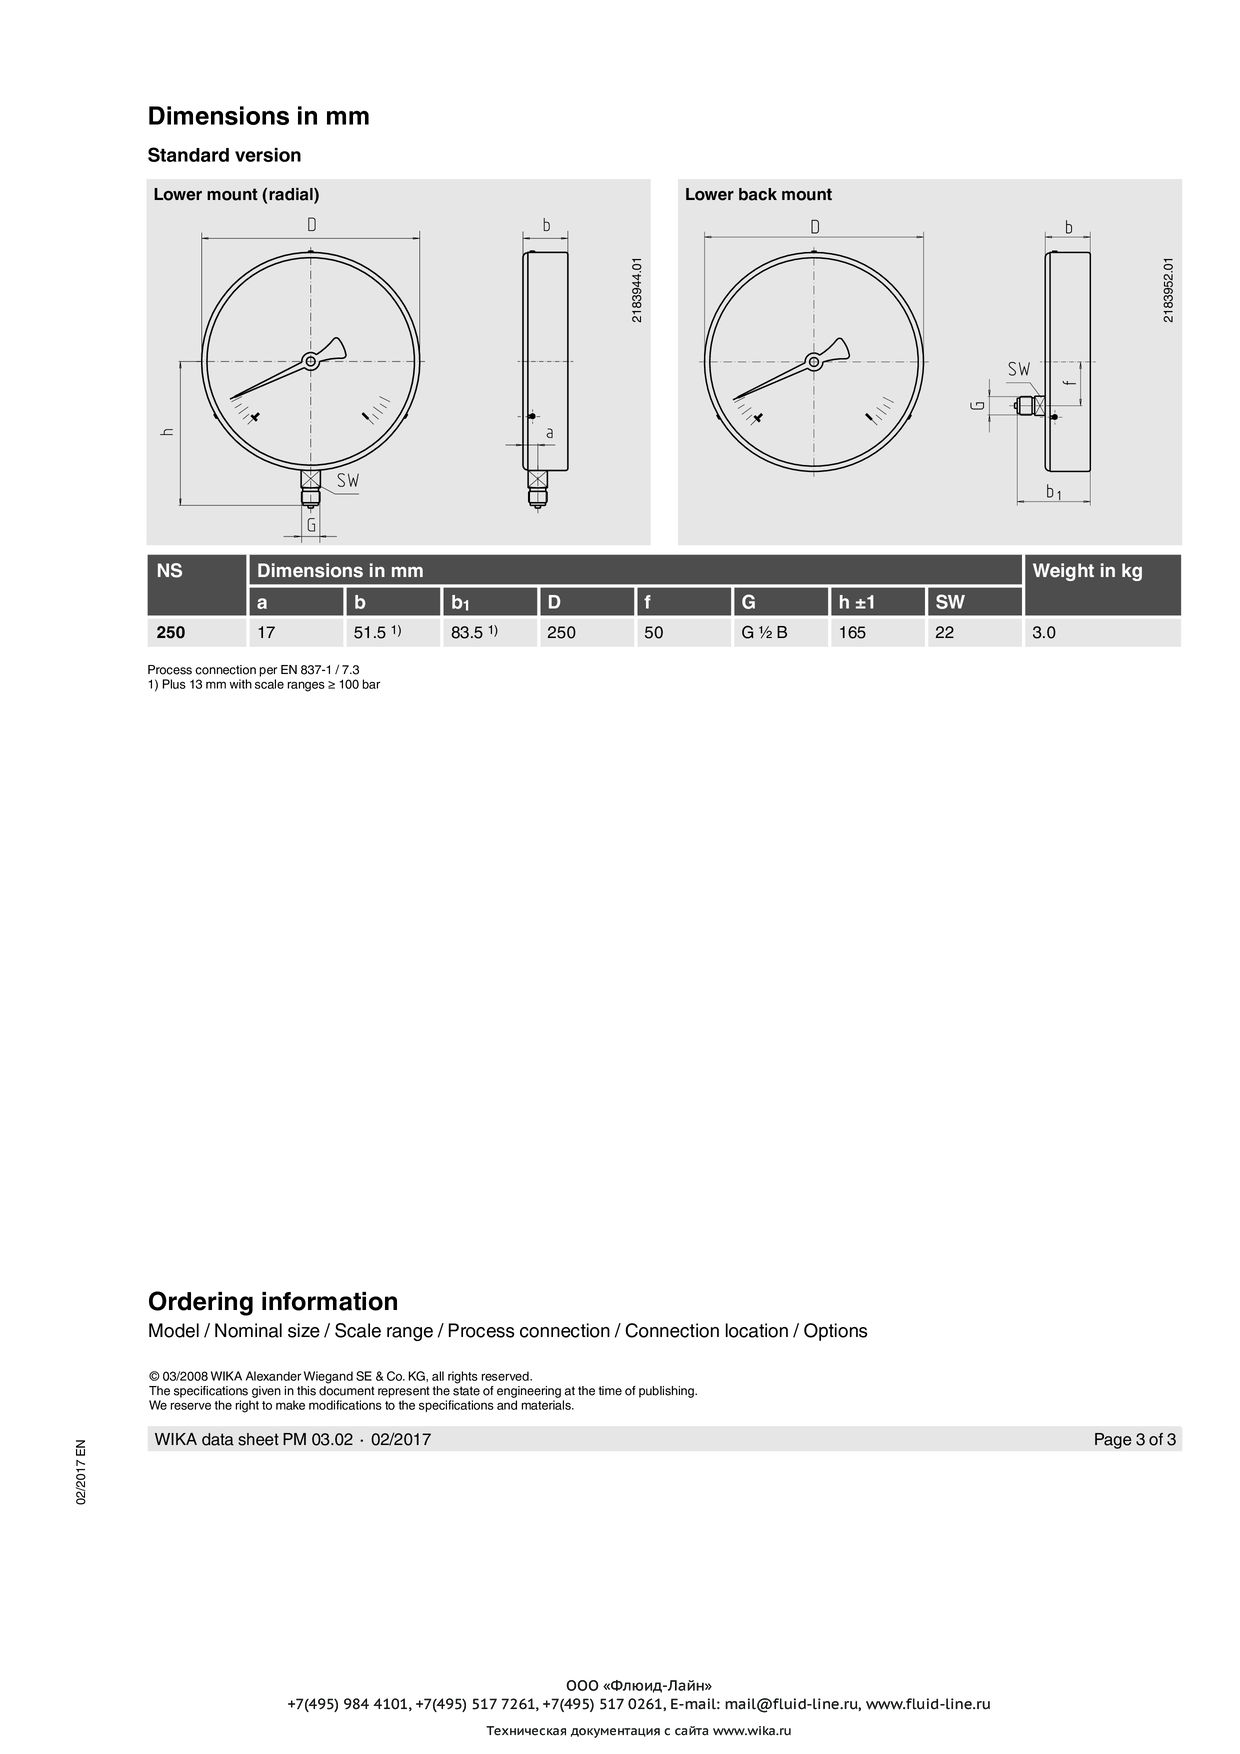 Dimensions in mm
Standard version
Lower mount (radial)
D
b
2183944.01
h
a
SW
G
Lower back mount
D
b
2183952.01
SW
f
G
b1
NS Dimensions in mm Weight in kg
a b b1 D f G h ±1 SW
250 17 51.5 1) 83.5 1) 250 50 G ½ B 165 22 3.0
Process connection per EN 837-1 / 7.3
1) Plus 13 mm with scale ranges ≥ 100 bar
Ordering information
Model / Nominal size / Scale range / Process connection / Connection location / Options
© 03/2008 WIKA Alexander Wiegand SE & Co. KG, all rights reserved.
The specifications given in this document represent the state of engineering at the time of publishing.
We reserve the right to make modifications to the specifications and materials.
WIKA data sheet PM 03.02 · 02/2017 Page 3 of 3
02/2017 EN
ООО «Флюид-Лайн»
+7(495) 984 4101, +7(495) 517 7261, +7(495) 517 0261, E-mail: mail@fluid-line.ru, www.fluid-line.ru
Техническая документация с сайта www.wika.ru